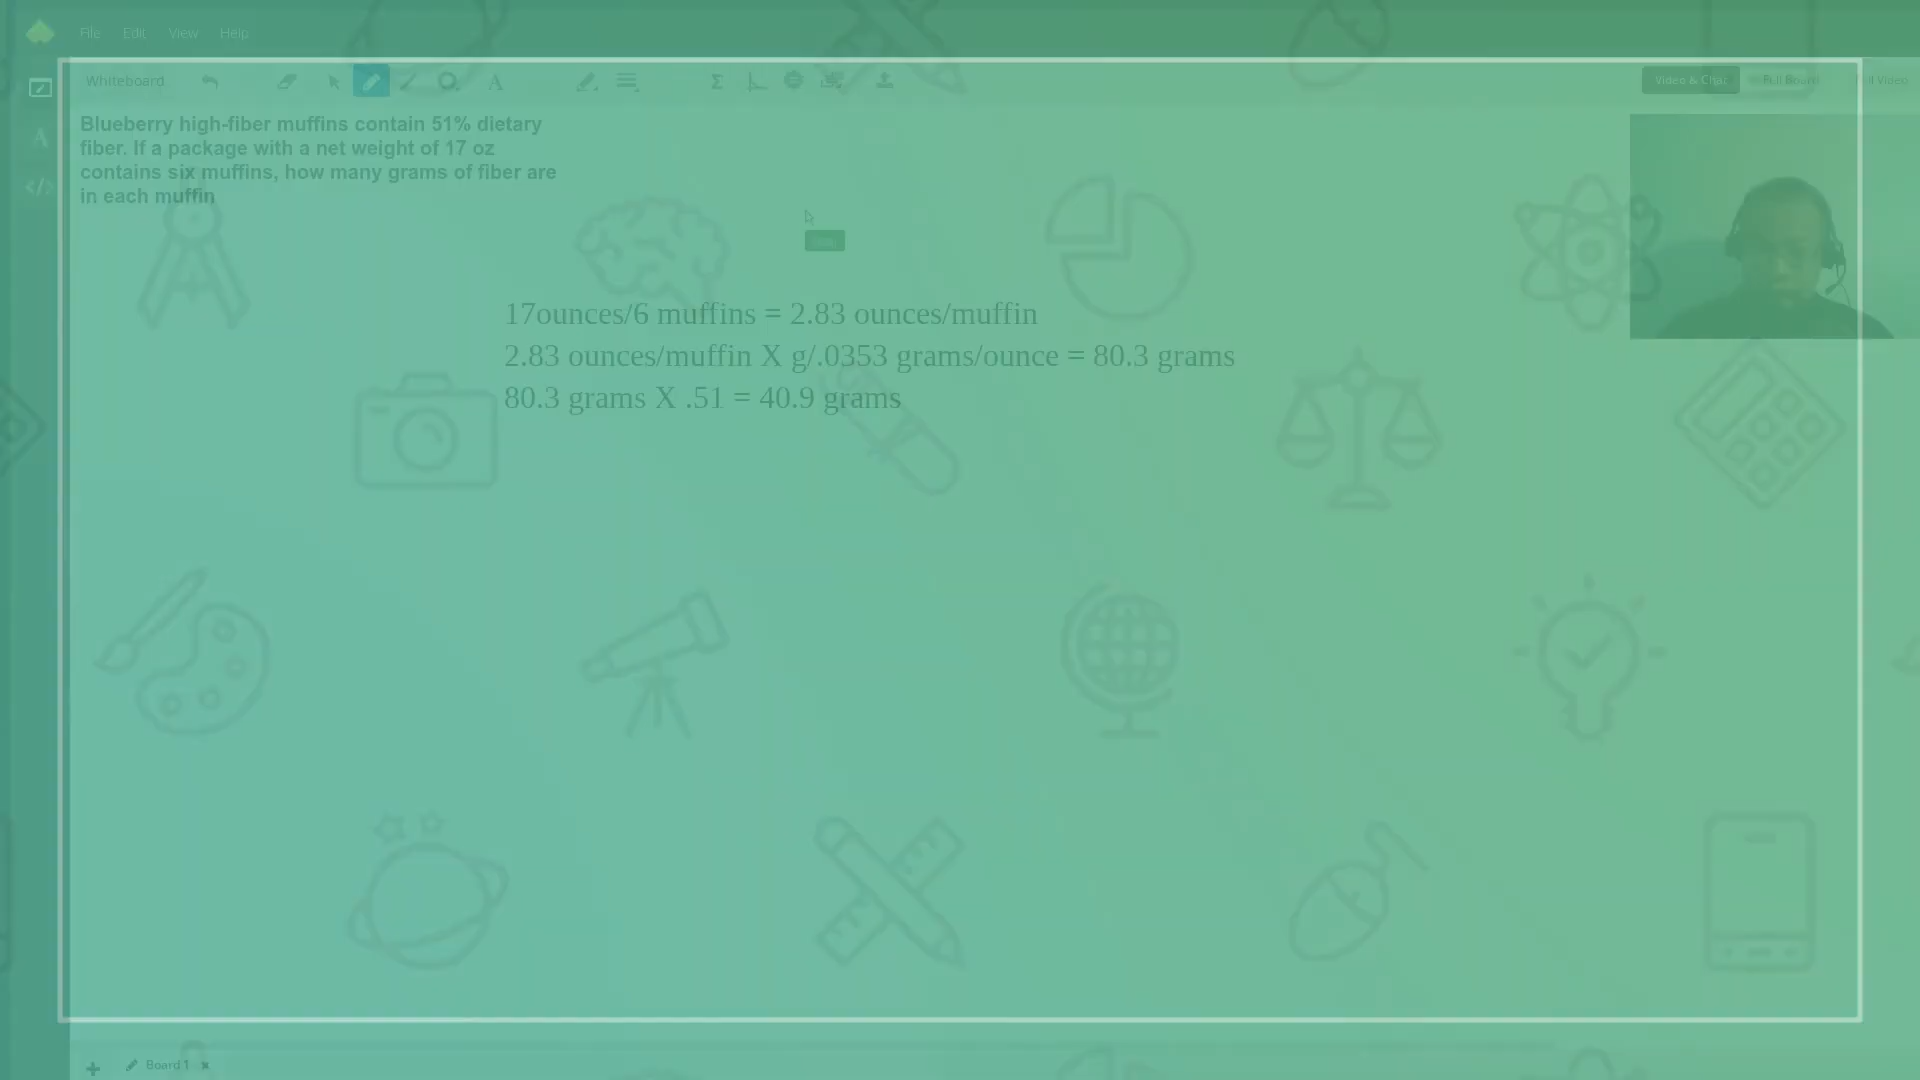 File Edit View Help
Whiteboard
A
Σ
Video & Chat Full Board Full Video
Blueberry high-fiber muffins contain 51% dietary
fiber. If a package with a net weight of 17 oz
contains six muffins, how many grams of fiber are
in each muffin
A
</>
17ounces/6 muffins = 2.83 ounces/muffin
2.83 ounces/muffin X g/.0353 grams/ounce = 80.3 grams
80.3 grams X .51 = 40.9 grams
Board 1